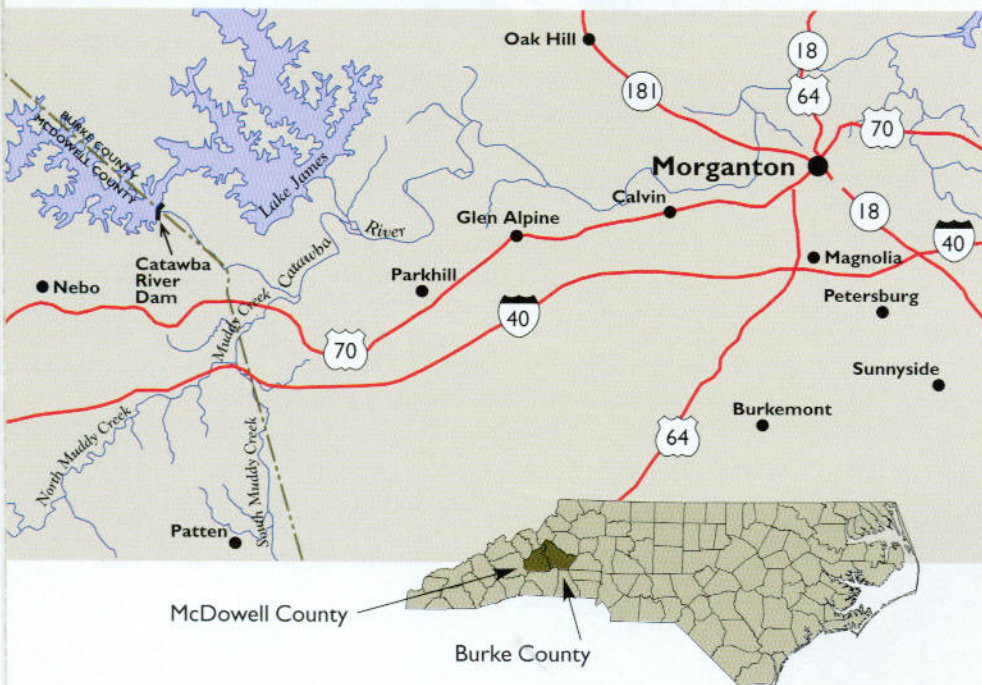 Oak Hill
18
181
64
70
BURKE COUNTY
MCDOWELL COUNTY
Lake James
Morganton
Calvin
18
Glen Alpine
River
Catawba
40
Catawba
River
Dam
Magnolia
Parkhill
Nebo
Petersburg
40
Muddy Creek
70
Sunnyside
North Muddy Creek
South Muddy Creek
Burkemont
64
Patten
McDowell County
Burke County